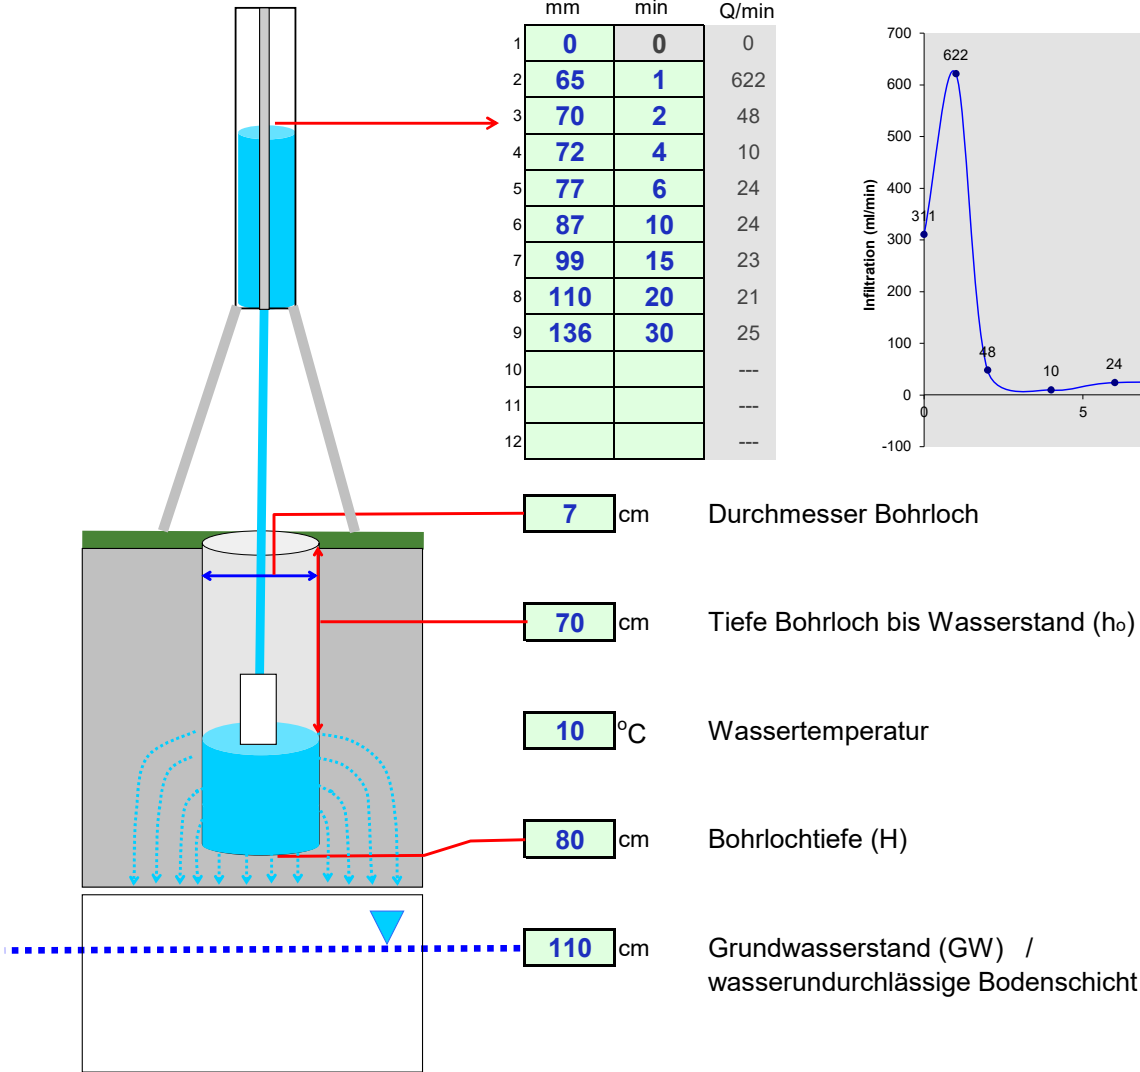 mm min Q/min
1 0 0 0
2 65 1 622
3 70 2 48
4 72 4 10
5 77 6 24
6 87 10 24
7 99 15 23
8 110 20 21
9 136 30 25
10 ---
11 ---
12 ---
Infiltration (ml/min)
700
600
500
400
300
200
100
0
-100
0 5
311
622
48
10
24
7 cm Durchmesser Bohrloch
70 cm Tiefe Bohrloch bis Wasserstand (ho)
10 °C Wassertemperatur
80 cm Bohrlochtiefe (H)
110 cm Grundwasserstand (GW) /
wasserundurchlässige Bodenschicht